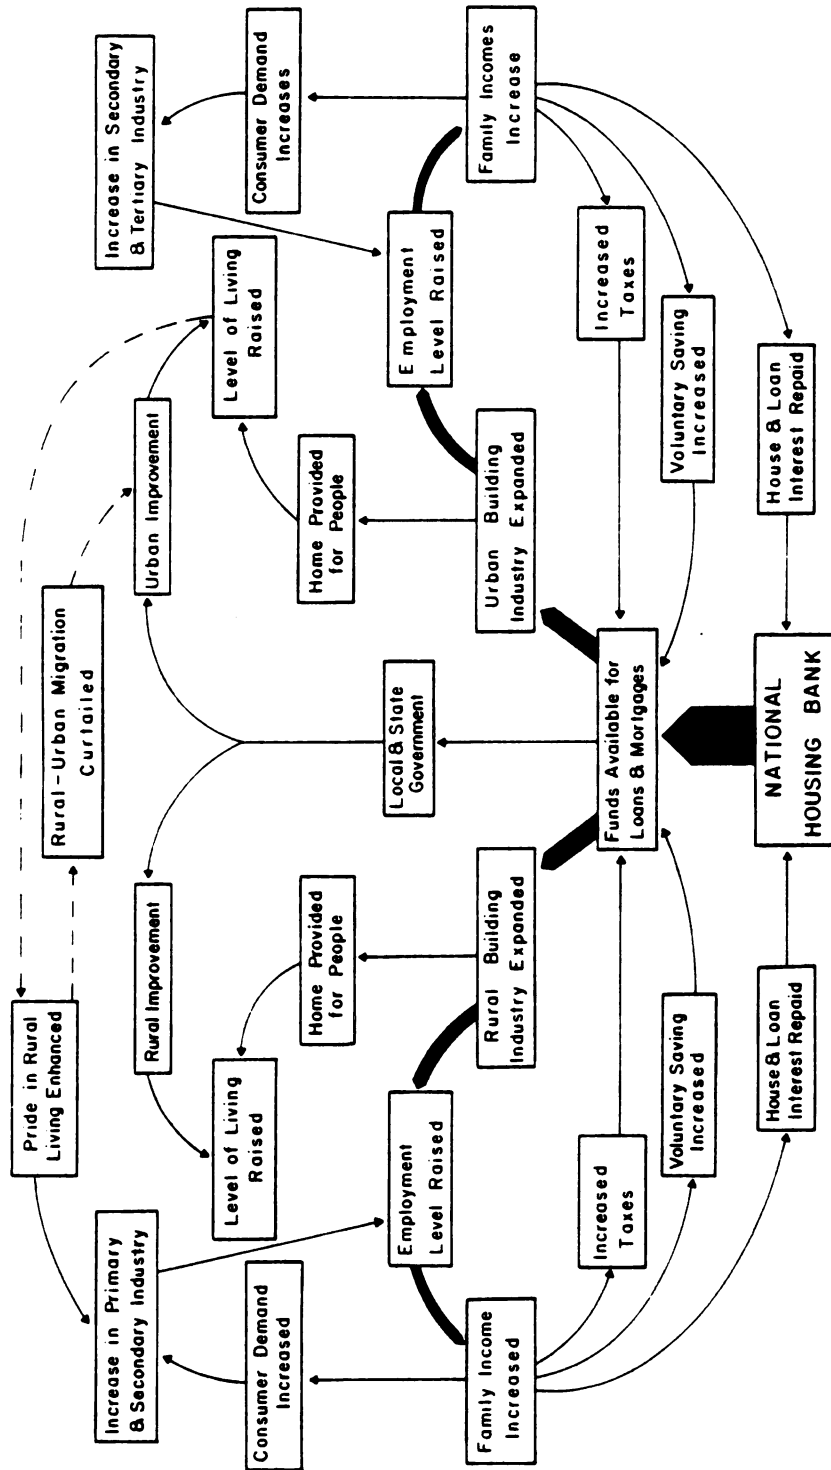 Pride in Rural
Living Enhanced
Rural-Urban Migration
Curtailed
Increase in Primary
& Secondary Industry
Rural Improvement
Urban Improvement
Increase in Secondary
& Tertiary Industry
Consumer Demand
Increased
Level of Living
Raised
Level of Living
Raised
Consumer Demand
Increases
Home Provided
for People
Home Provided
for People
Employment
Level Raised
Local & State
Government
Employment
Level Raised
Family Income
Increased
Rural Building
Industry Expanded
Urban Building
Industry Expanded
Family Incomes
Increase
Increased
Taxes
Funds Available for
Loans & Mortgages
Increased
Taxes
Voluntary Saving
Increased
Voluntary Saving
Increased
House & Loan
Interest Repaid
NATIONAL
HOUSING BANK
House & Loan
Interest Repaid